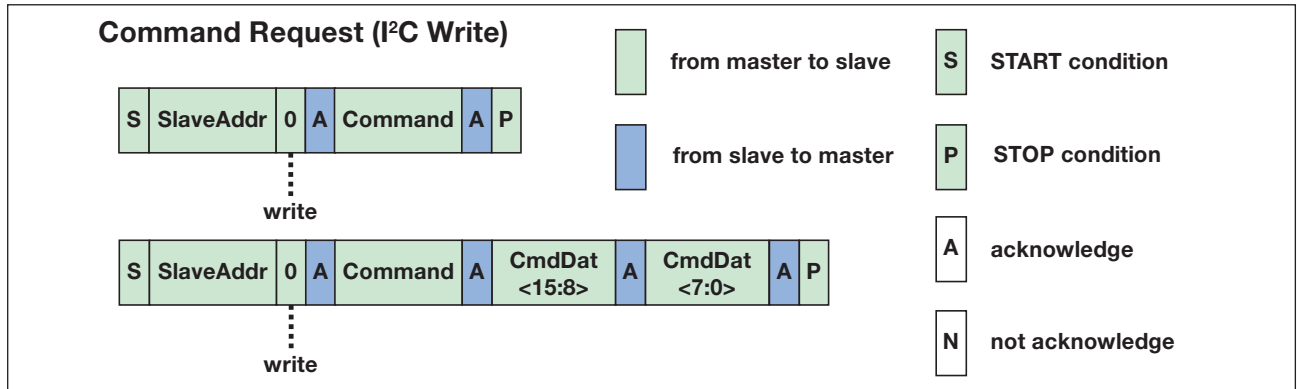 Command Request (I²C Write)
S SlaveAddr 0 A Command A P
write
S SlaveAddr 0 A Command A CmdDat <15:8> A CmdDat <7:0> A P
write
from master to slave
from slave to master
S START condition
P STOP condition
A acknowledge
N not acknowledge